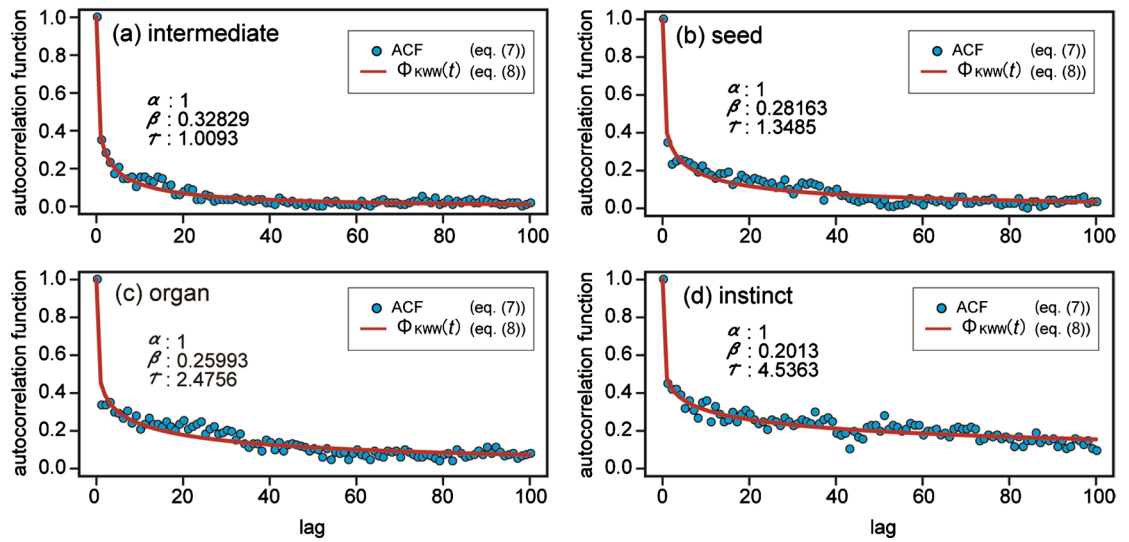 autocorrelation function
1.0
0.8
0.6
0.4
0.2
0.0
(a) intermediate
ACF (eq. (7))
ΦKWW(t) (eq. (8))
α : 1
β : 0.32829
τ : 1.0093
0 20 40 60 80 100
autocorrelation function
1.0
0.8
0.6
0.4
0.2
0.0
(b) seed
ACF (eq. (7))
ΦKWW(t) (eq. (8))
α : 1
β : 0.28163
τ : 1.3485
0 20 40 60 80 100
autocorrelation function
1.0
0.8
0.6
0.4
0.2
0.0
(c) organ
ACF (eq. (7))
ΦKWW(t) (eq. (8))
α : 1
β : 0.25993
τ : 2.4756
0 20 40 60 80 100
lag
autocorrelation function
1.0
0.8
0.6
0.4
0.2
0.0
(d) instinct
ACF (eq. (7))
ΦKWW(t) (eq. (8))
α : 1
β : 0.2013
τ : 4.5363
0 20 40 60 80 100
lag